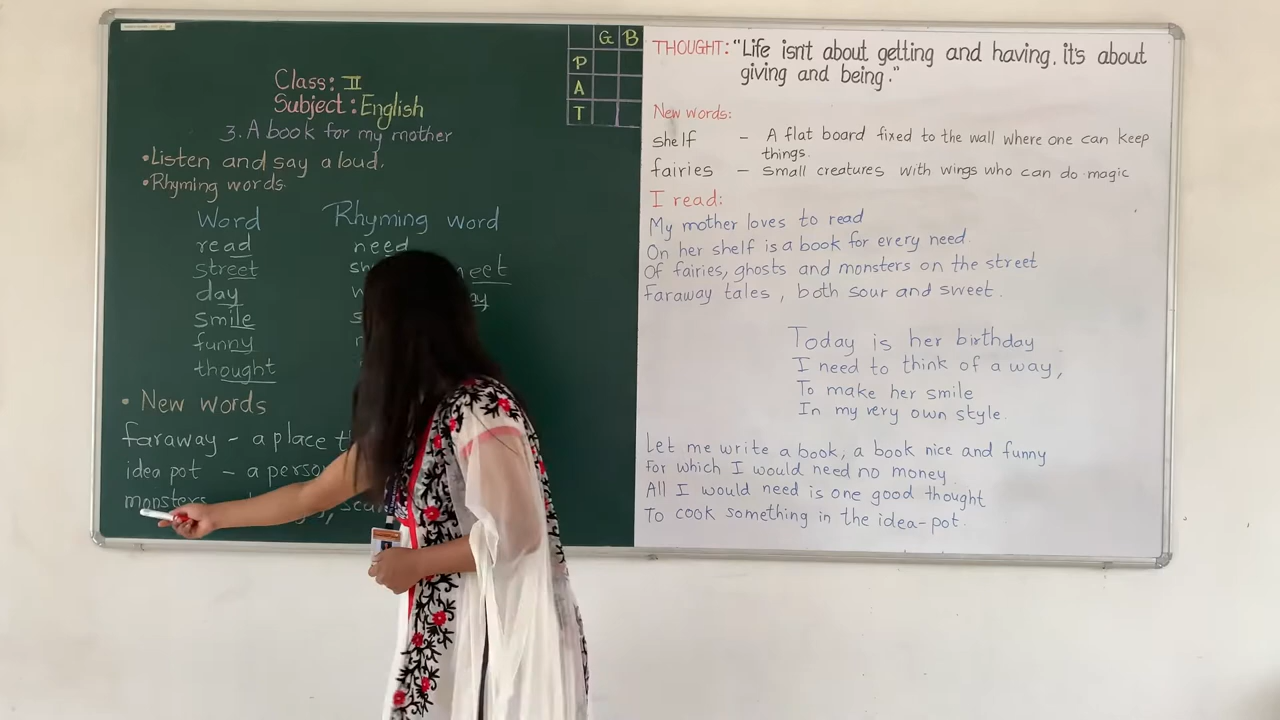 G B
P
A
T
Class: II
Subject: English
3. A book for my mother
•Listen and say aloud.
•Rhyming words.
Word Rhyming word
read need
street eet
day
smile
funny
thought
• New words
faraway - a place
idea pot - a person
monsters
THOUGHT: "Life isn't about getting and having, it's about
giving and being."
New words:
shelf - A flat board fixed to the wall where one can keep
things.
fairies - Small creatures with wings who can do magic
I read:
My mother loves to read
On her shelf is a book for every need.
Of fairies, ghosts and monsters on the street
Faraway tales, both sour and sweet.
Today is her birthday
I need to think of a way,
To make her smile
In my very own style.
Let me write a book, a book nice and funny
For which I would need no money.
All I would need is one good thought
To cook something in the idea-pot.